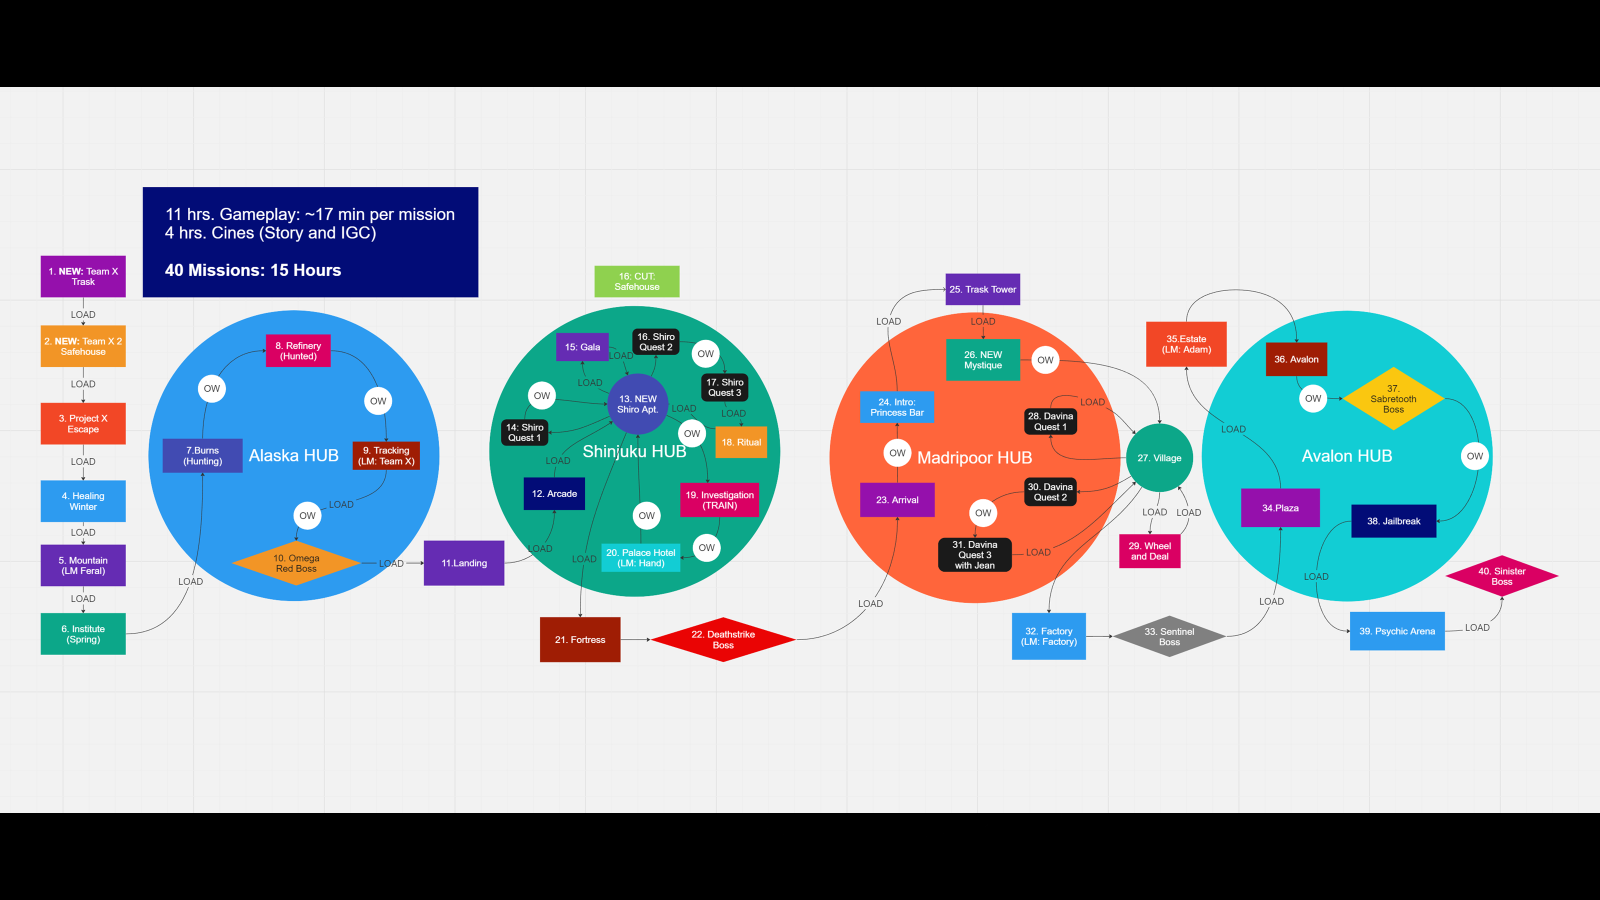 11 hrs. Gameplay: ~17 min per mission
4 hrs. Cines (Story and IGC)
40 Missions: 15 Hours
1. NEW: Team X
Trask
LOAD
2. NEW: Team X 2
Safehouse
LOAD
3. Project X
Escape
LOAD
4. Healing
Winter
LOAD
5. Mountain
(LM Feral)
LOAD
6. Institute
(Spring)
LOAD
Alaska HUB
7.Burns
(Hunting)
OW
8. Refinery
(Hunted)
OW
9. Tracking
(LM: Team X)
LOAD
OW
10. Omega
Red Boss
LOAD
11.Landing
LOAD
16: CUT:
Safehouse
Shinjuku HUB
12. Arcade
LOAD
13. NEW
Shiro Apt.
14: Shiro
Quest 1
OW
LOAD
15: Gala
LOAD
16. Shiro
Quest 2
OW
17. Shiro
Quest 3
LOAD
18. Ritual
LOAD
OW
19. Investigation
(TRAIN)
OW
20. Palace Hotel
(LM: Hand)
OW
LOAD
21. Fortress
22. Deathstrike
Boss
LOAD
Madripoor HUB
23. Arrival
OW
24. Intro:
Princess Bar
LOAD
25. Trask Tower
LOAD
26. NEW
Mystique
OW
27. Village
28. Davina
Quest 1
LOAD
LOAD
LOAD
29. Wheel
and Deal
30. Davina
Quest 2
OW
31. Davina
Quest 3
with Jean
LOAD
32. Factory
(LM: Factory)
33. Sentinel
Boss
LOAD
Avalon HUB
34.Plaza
LOAD
35.Estate
(LM: Adam)
36. Avalon
OW
37.
Sabretooth
Boss
OW
38. Jailbreak
LOAD
39. Psychic Arena
LOAD
40. Sinister
Boss